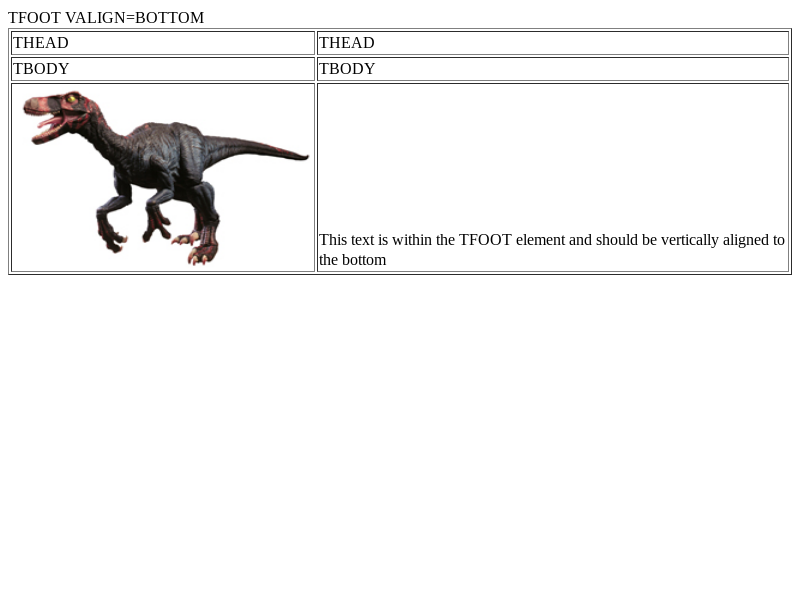 TFOOT VALIGN=BOTTOM
THEAD THEAD
TBODY TBODY
This text is within the TFOOT element and should be vertically aligned to
the bottom